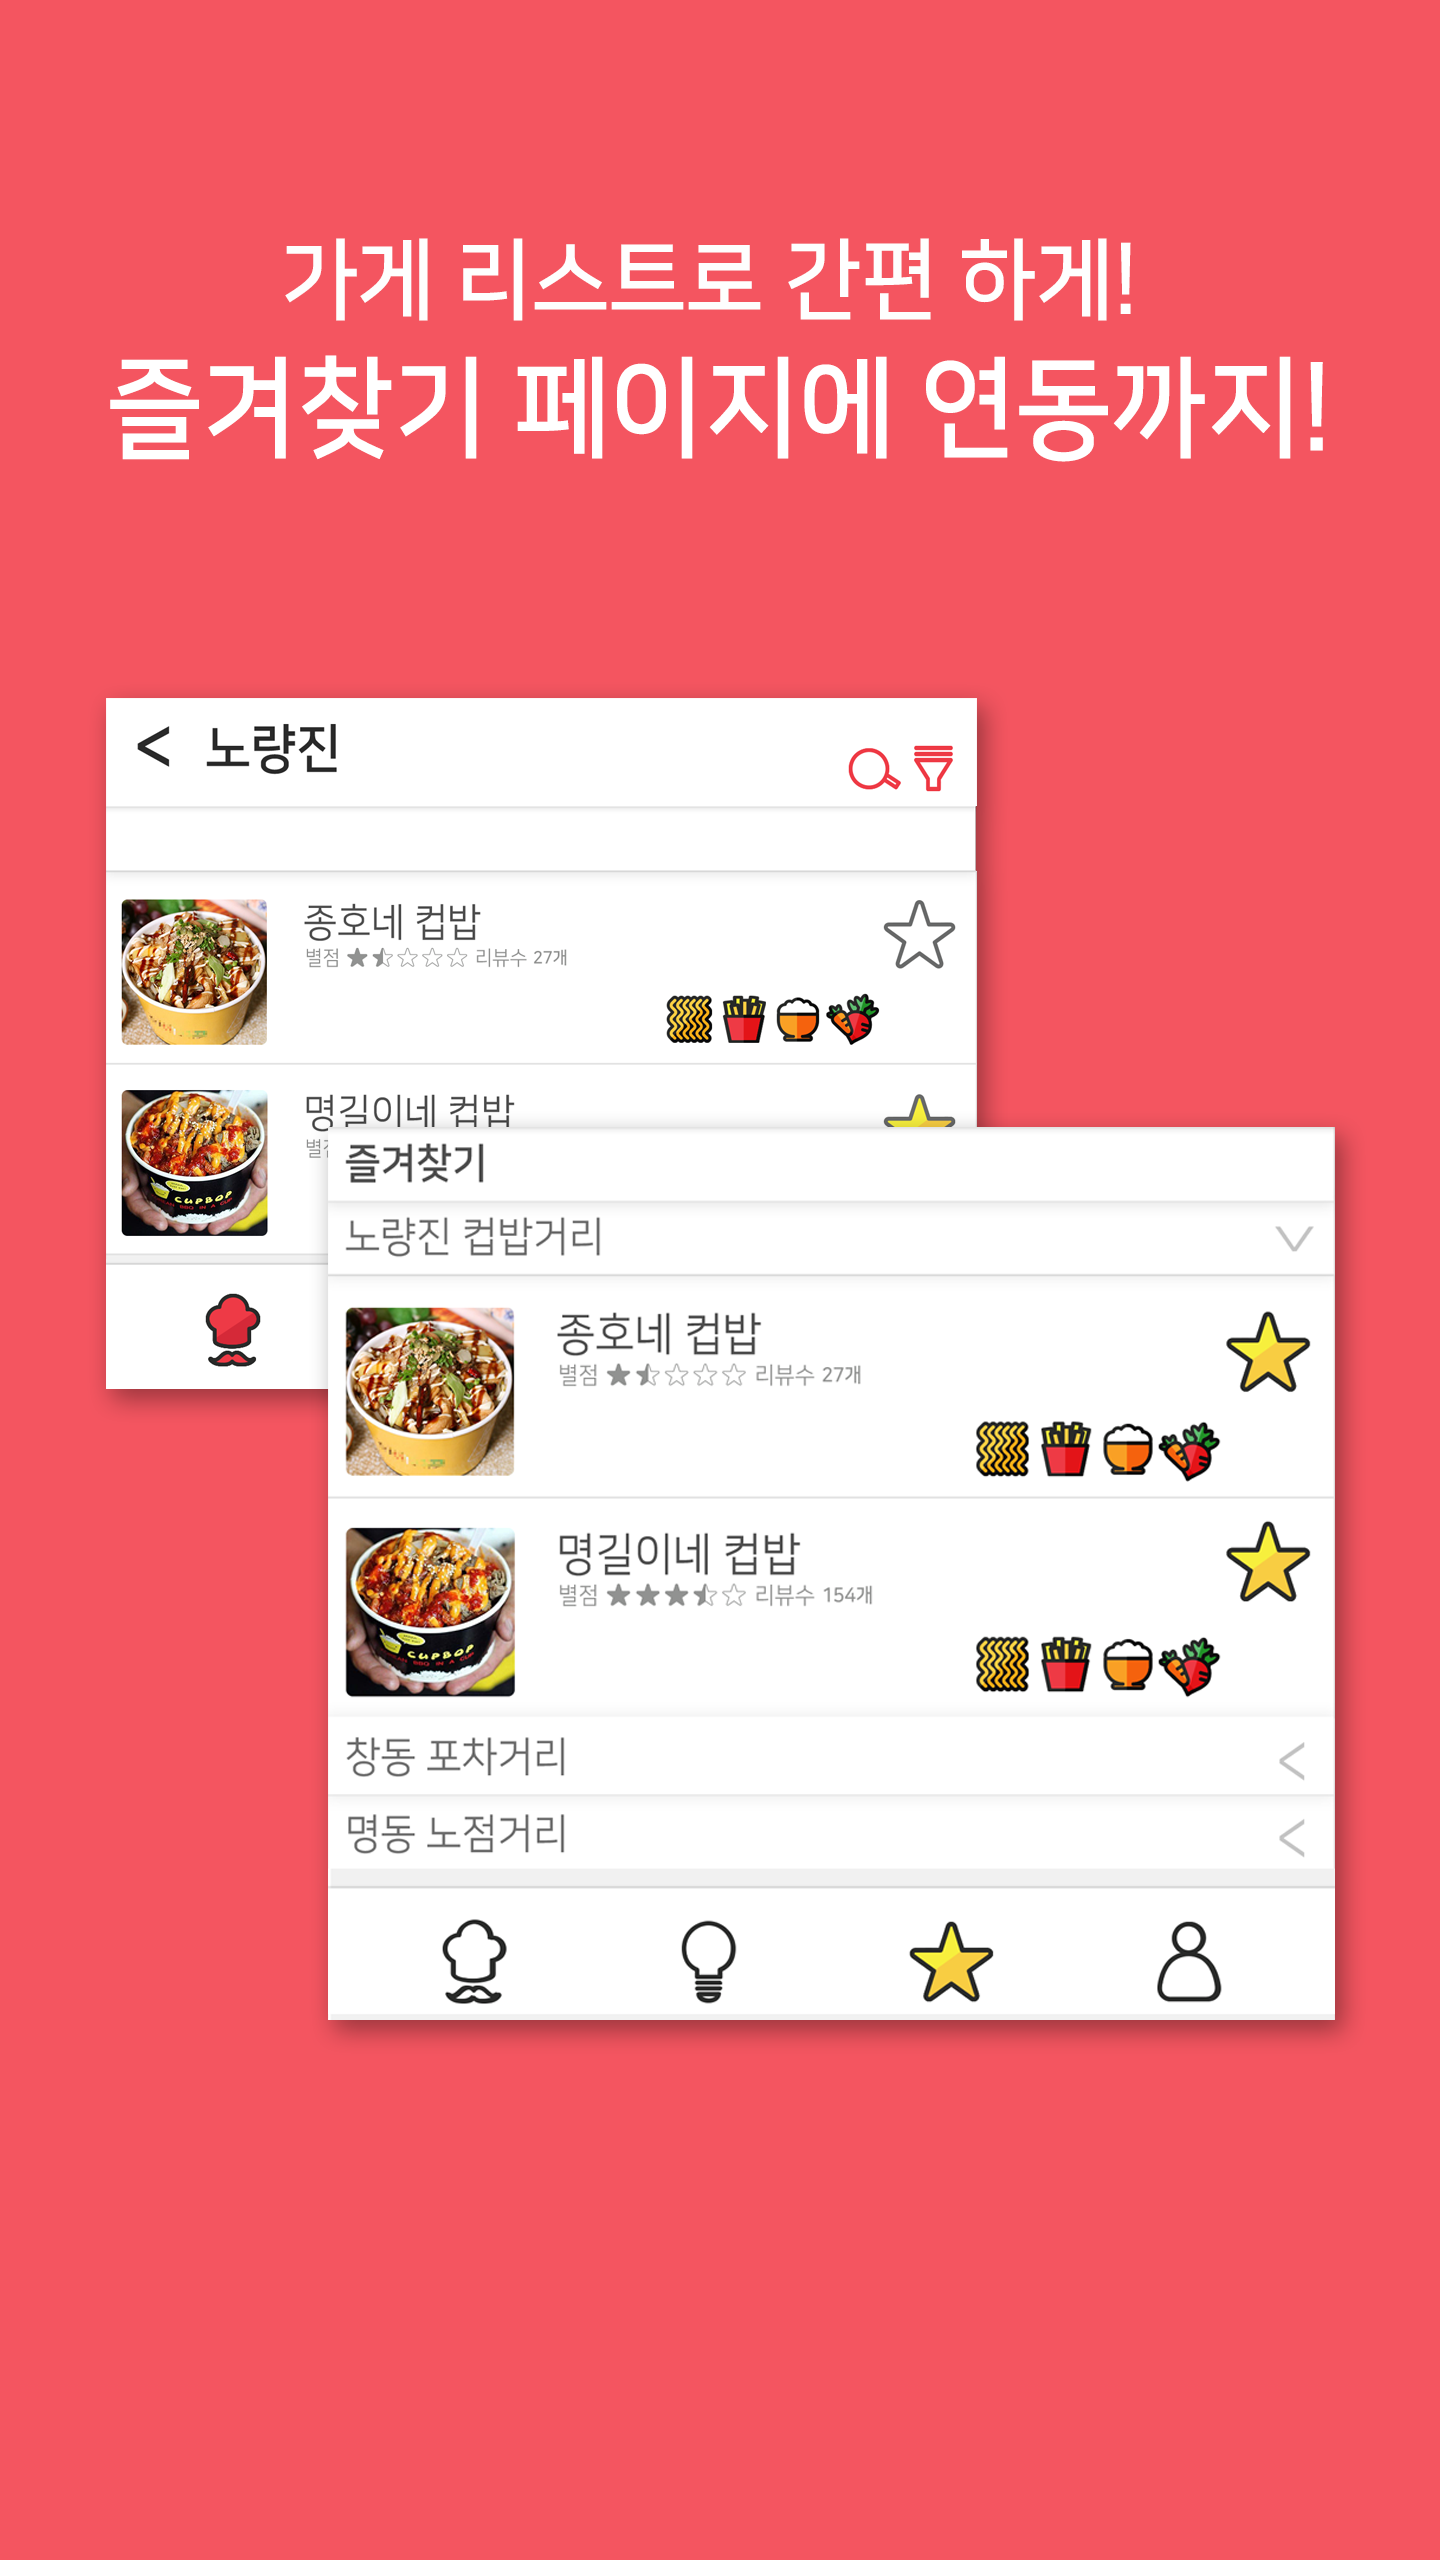 가게 리스트로 간편 하게!
즐겨찾기 페이지에 연동까지!
< 노량진
종호네 컵밥
별점 리뷰수 27개
명길이네 컵밥
CUPBOP
즐겨찾기
노량진 컵밥거리
종호네 컵밥
별점 리뷰수 27개
명길이네 컵밥
별점 리뷰수 154개
CUPBOP
창동 포차거리
명동 노점거리